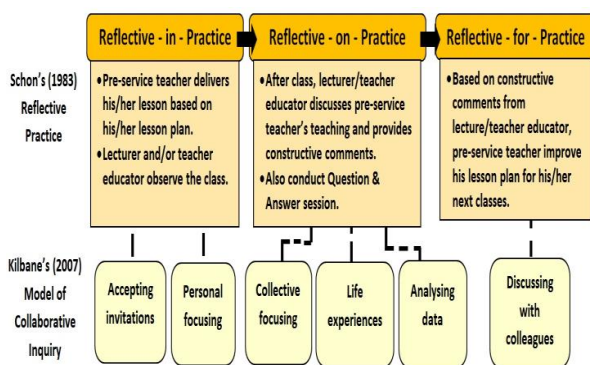 Reflective - in - Practice
Reflective - on - Practice
Reflective - for - Practice
Schon's (1983)
Reflective
Practice
•Pre-service teacher delivers
his/her lesson based on
his/her lesson plan.
•Lecturer and/or teacher
educator observe the class.
•After class, lecturer/teacher
educator discusses pre-service
teacher's teaching and provides
constructive comments.
•Also conduct Question &
Answer session.
•Based on constructive
comments from
lecture/teacher educator,
pre-service teacher improve
his lesson plan for his/her
next classes.
Kilbane's (2007)
Model of
Collaborative
Inquiry
Accepting
invitations
Personal
focusing
Collective
focusing
Life
experiences
Analysing
data
Discussing
with
colleagues